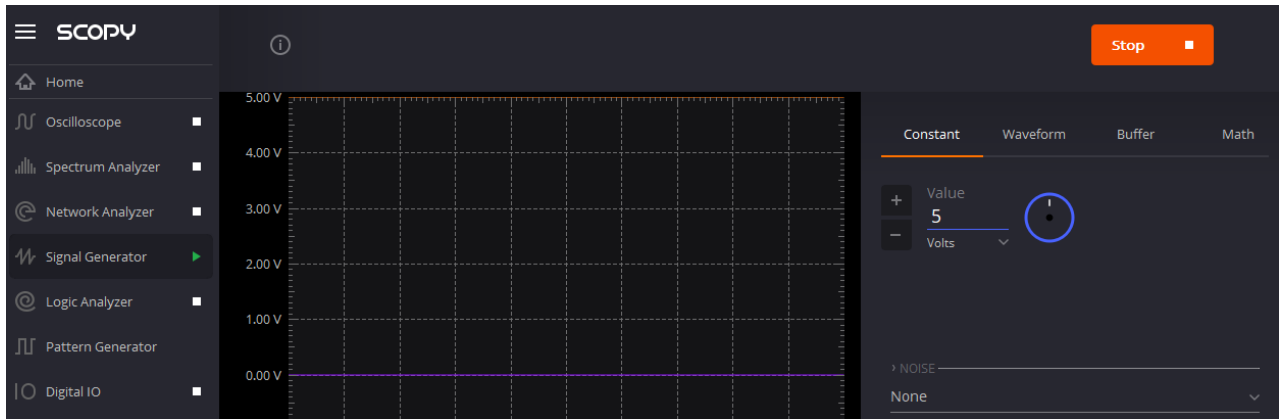 SCOPY
Stop
Home
Oscilloscope
Spectrum Analyzer
Network Analyzer
Signal Generator
Logic Analyzer
Pattern Generator
Digital IO
5.00 V
4.00 V
3.00 V
2.00 V
1.00 V
0.00 V
Constant Waveform Buffer Math
Value
5
Volts
NOISE
None